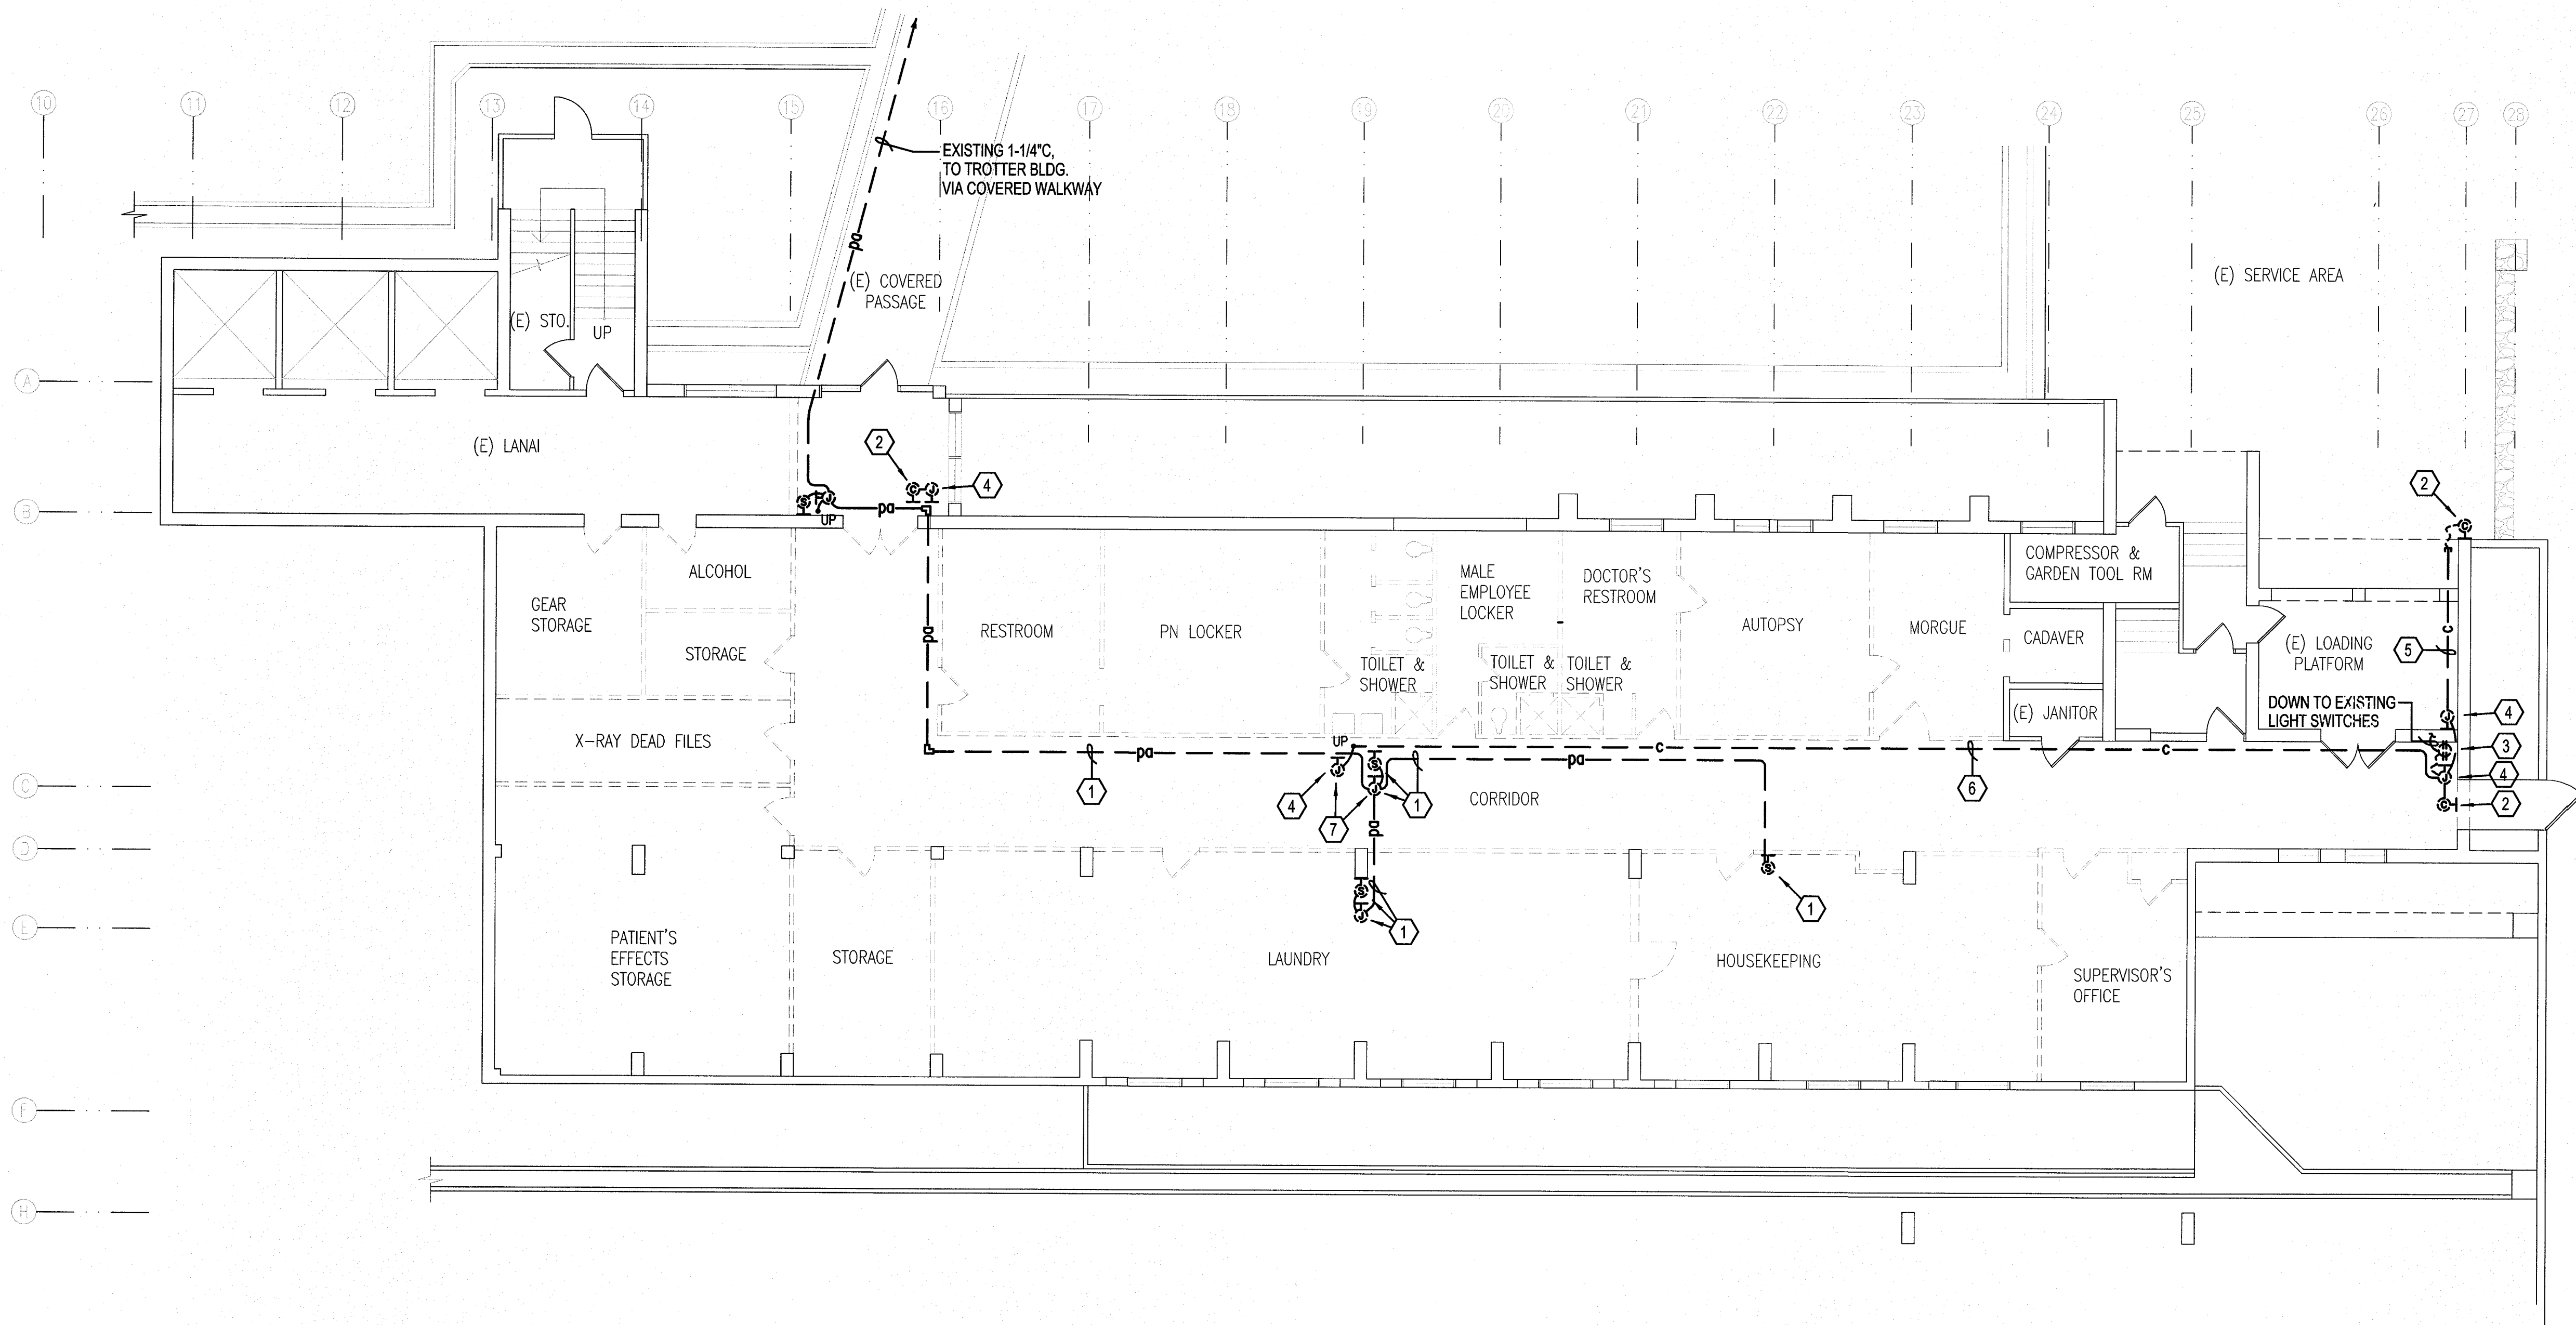 10
11
12
13
14
15
16
17
18
19
20
21
22
23
24
25
26
27
28
EXISTING 1-1/4"C,
TO TROTTER BLDG.
VIA COVERED WALKWAY
pa
(E) COVERED
PASSAGE
(E) SERVICE AREA
(E) STO.
UP
A
(E) LANAI
2
4
2
B
S
J
C
J
C
UP
pa
COMPRESSOR &
GARDEN TOOL RM
ALCOHOL
GEAR
STORAGE
STORAGE
pa
RESTROOM
PN LOCKER
MALE
EMPLOYEE
LOCKER
DOCTOR'S
RESTROOM
AUTOPSY
MORGUE
CADAVER
c
5
(E) LOADING
PLATFORM
TOILET &
SHOWER
TOILET &
SHOWER
TOILET &
SHOWER
DOWN TO EXISTING
LIGHT SWITCHES
(E) JANITOR
J
4
X-RAY DEAD FILES
UP
pa
c
c
3
pa
S
J
J
J
4
C
1
4
7
1
6
2
CORRIDOR
C
pa
D
S
S
J
1
1
E
PATIENT'S
EFFECTS
STORAGE
STORAGE
LAUNDRY
HOUSEKEEPING
SUPERVISOR'S
OFFICE
F
H